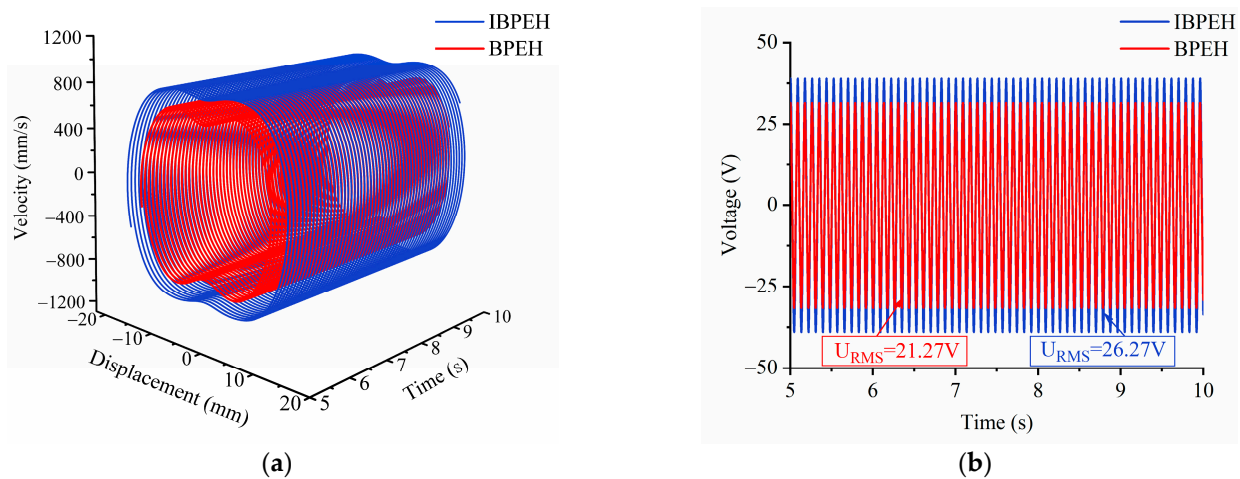 IBPEH
BPEH
1200
800
400
0
−400
−800
−1200
Velocity (mm/s)
−20
−10
0
10
20
Displacement (mm)
5
6
7
8
9
10
Time (s)
(a)
IBPEH
BPEH
50
25
0
−25
−50
Voltage (V)
URMS=21.27V
URMS=26.27V
5 6 7 8 9 10
Time (s)
(b)